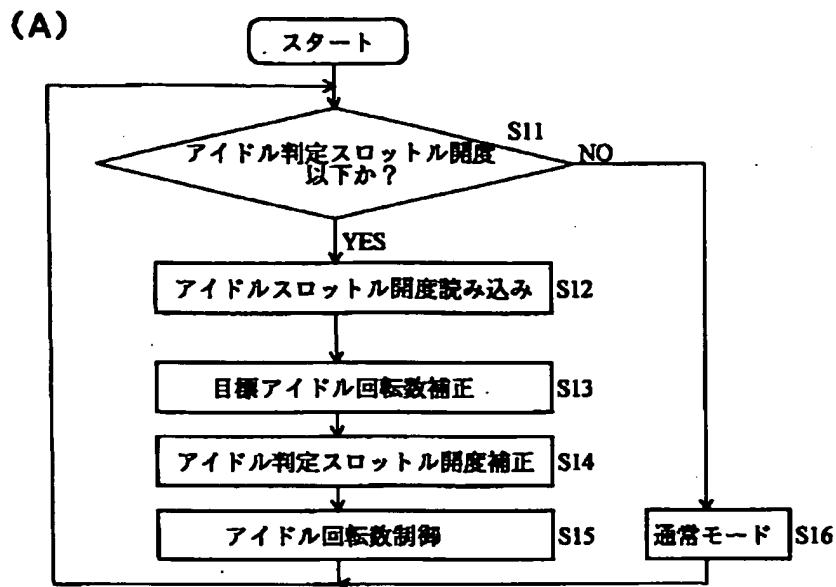 (A)
スタート
S11
アイドル判定スロットル開度
以下か？
NO
YES
アイドルスロットル開度読み込み
S12
目標アイドル回転数補正
S13
アイドル判定スロットル開度補正
S14
アイドル回転数制御
S15
通常モード
S16